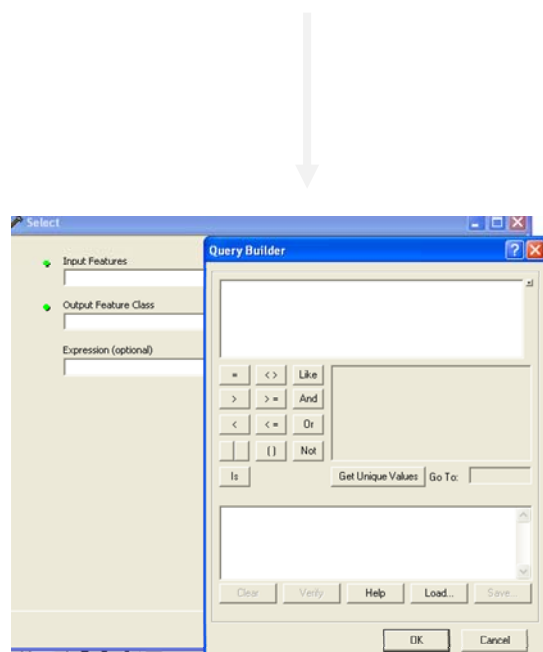 Select
Query Builder
Input Features
Output Feature Class
Expression (optional)
= <> Like
> > = And
< < = Or
( ) Not
Is Get Unique Values Go To:
Clear Verify Help Load... Save...
OK Cancel